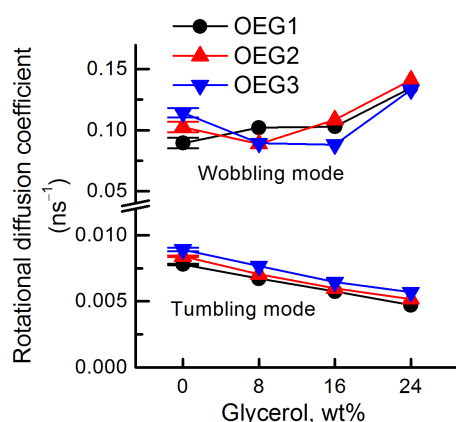 OEG1
OEG2
OEG3
Rotational diffusion coefficient
(ns⁻¹)
0.15
0.10
0.05
0.010
0.005
0.000
Wobbling mode
Tumbling mode
0 8 16 24
Glycerol, wt%